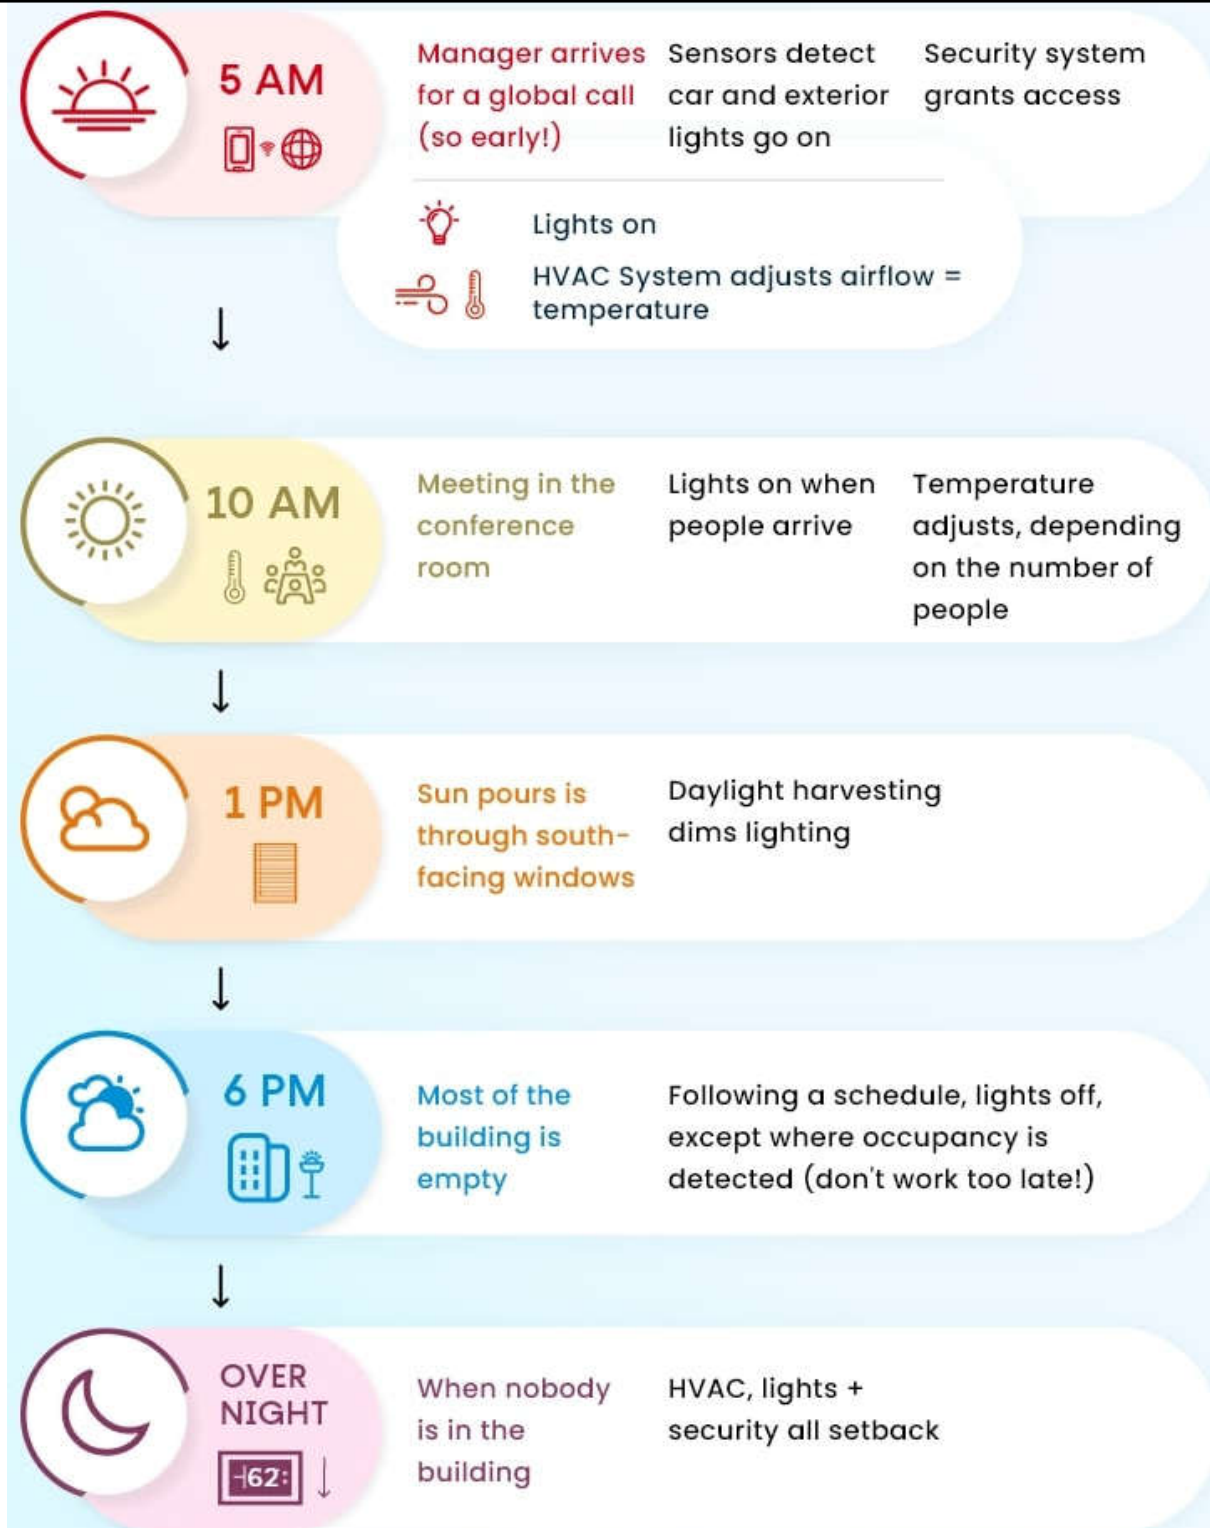 5 AM
Manager arrives
for a global call
(so early!)
Sensors detect
car and exterior
lights go on
Security system
grants access
Lights on
HVAC System adjusts airflow =
temperature
10 AM
Meeting in the
conference
room
Lights on when
people arrive
Temperature
adjusts, depending
on the number of
people
1 PM
Sun pours is
through south-
facing windows
Daylight harvesting
dims lighting
6 PM
Most of the
building is
empty
Following a schedule, lights off,
except where occupancy is
detected (don't work too late!)
OVER
NIGHT
62
When nobody
is in the
building
HVAC, lights +
security all setback